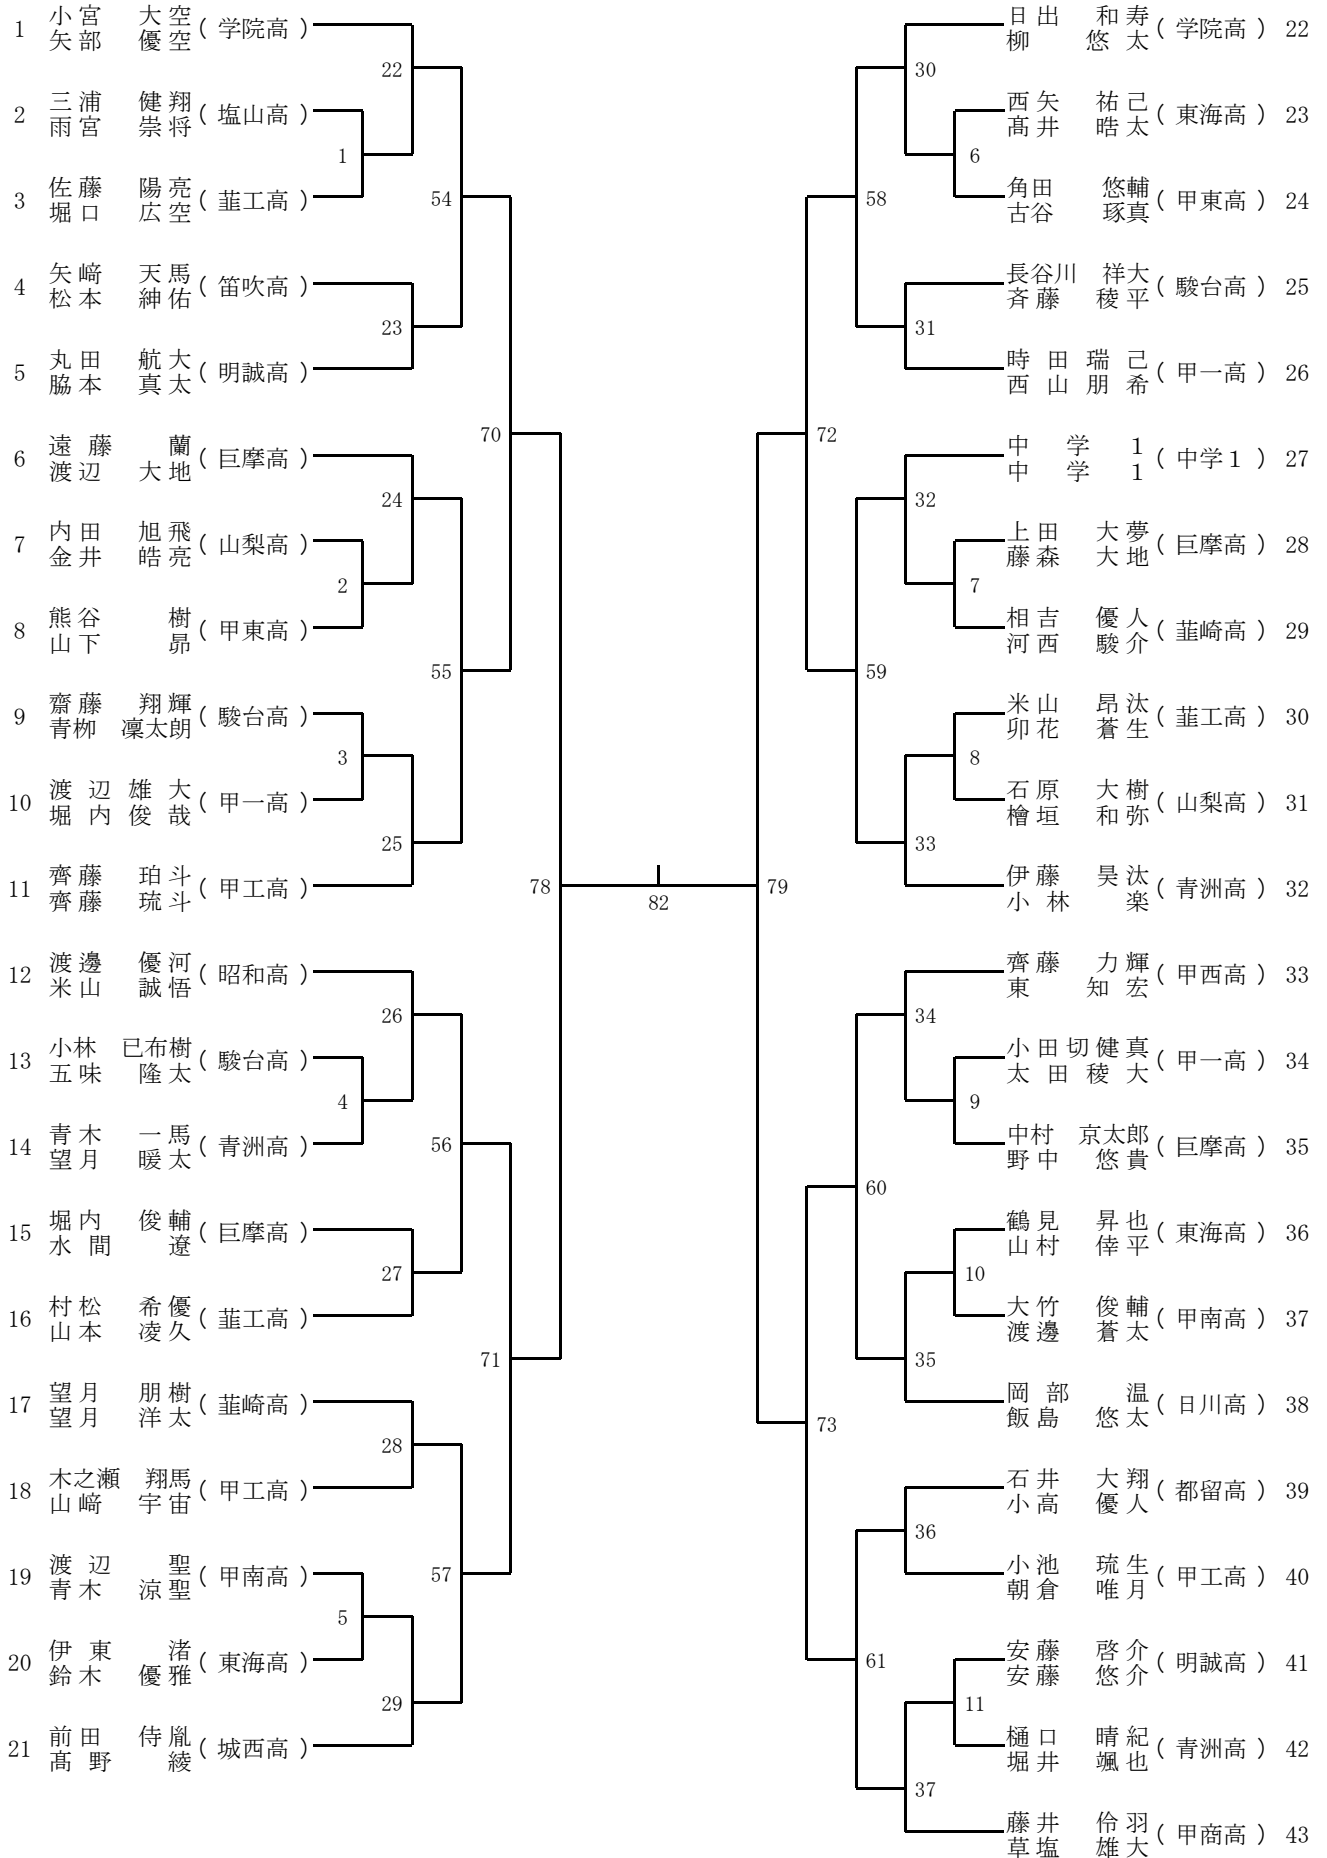 1 小宮 大空 ( 学院高 )
矢部 優空
2 三浦 健翔 ( 塩山高 )
雨宮 崇将
3 佐藤 陽亮 ( 韮工高 )
堀口 広空
4 矢﨑 天馬 ( 笛吹高 )
松本 紳佑
5 丸田 航大 ( 明誠高 )
脇本 真太
6 遠藤 蘭 ( 巨摩高 )
渡辺 大地
7 内田 旭飛 ( 山梨高 )
金井 皓亮
8 熊谷 樹 ( 甲東高 )
山下 昴
9 齋藤 翔輝 ( 駿台高 )
青栁 凜太朗
10 渡辺雄大 ( 甲一高 )
堀内俊哉
11 齊藤 珀斗 ( 甲工高 )
齊藤 琉斗
12 渡邊 優河 ( 昭和高 )
米山 誠悟
13 小林 已布樹 ( 駿台高 )
五味 隆太
14 青木 一馬 ( 青洲高 )
望月 暖太
15 堀内 俊輔 ( 巨摩高 )
水間 遼
16 村松 希優 ( 韮工高 )
山本 凌久
17 望月 朋樹 ( 韮崎高 )
望月 洋太
18 木之瀬 翔馬 ( 甲工高 )
山﨑 宇宙
19 渡辺 聖 ( 甲南高 )
青木 涼聖
20 伊東 渚 ( 東海高 )
鈴木 優雅
21 前田 侍胤 ( 城西高 )
髙野 綾
22
1
54
23
70
24
2
55
3
25
78
26
4
56
27
71
28
57
5
29
82
79
30
6
58
31
72
32
7
59
8
33
34
9
60
10
35
73
36
61
11
37
日出 和寿 ( 学院高 ) 22
柳 悠太
西矢 祐己 ( 東海高 ) 23
髙井 晧太
角田 悠輔 ( 甲東高 ) 24
古谷 琢真
長谷川 祥大 ( 駿台高 ) 25
斉藤 稜平
時田瑞己 ( 甲一高 ) 26
西山朋希
中学1 ( 中学1 ) 27
中学1
上田 大夢 ( 巨摩高 ) 28
藤森 大地
相吉 優人 ( 韮崎高 ) 29
河西 駿介
米山 昂汰 ( 韮工高 ) 30
卯花 蒼生
石原 大樹 ( 山梨高 ) 31
檜垣 和弥
伊藤 昊汰 ( 青洲高 ) 32
小林 楽
齊藤 力輝 ( 甲西高 ) 33
東 知宏
小田切健真 ( 甲一高 ) 34
太田稜大
中村 京太郎 ( 巨摩高 ) 35
野中 悠貴
鶴見 昇也 ( 東海高 ) 36
山村 倖平
大竹 俊輔 ( 甲南高 ) 37
渡邊 蒼太
岡部 温 ( 日川高 ) 38
飯島 悠太
石井 大翔 ( 都留高 ) 39
小高 優人
小池 琉生 ( 甲工高 ) 40
朝倉 唯月
安藤 啓介 ( 明誠高 ) 41
安藤 悠介
樋口 晴紀 ( 青洲高 ) 42
堀井 颯也
藤井 伶羽 ( 甲商高 ) 43
草塩 雄大